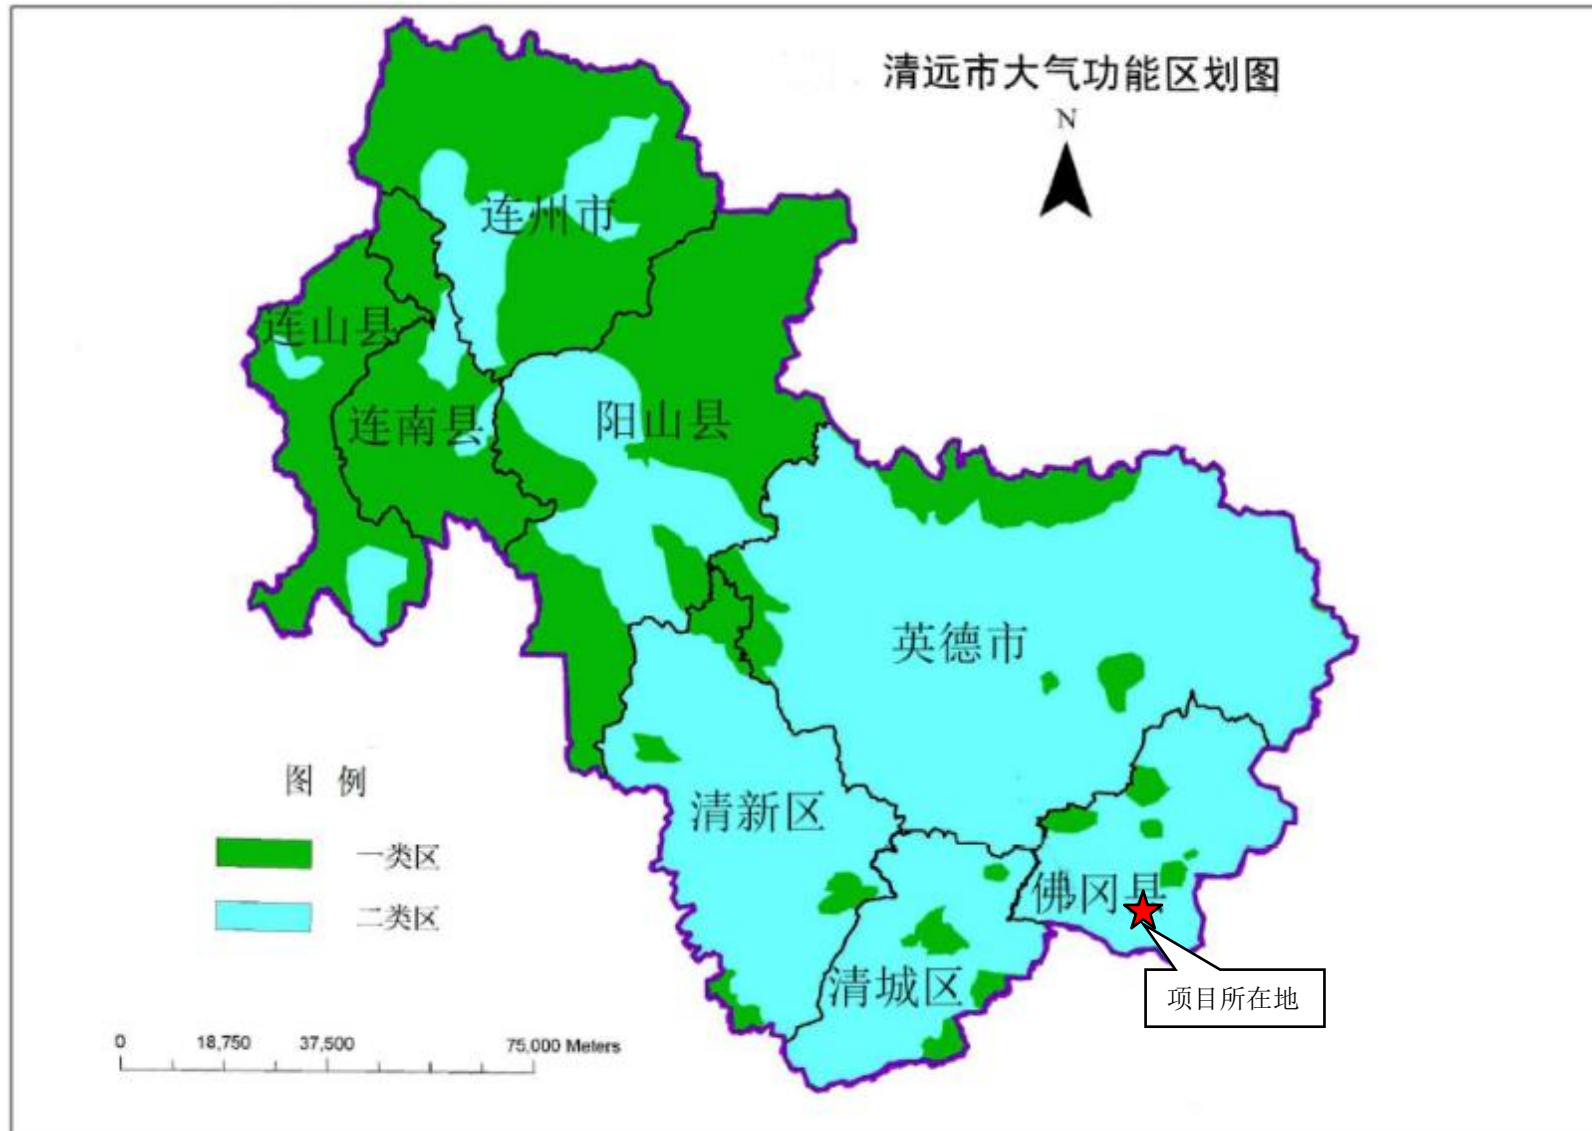 清远市大气功能区划图
N
连州市
连山县
连南县
阳山县
英德市
清新区
佛冈县
清城区
项目所在地
图 例
一类区
二类区
0 18,750 37,500 75,000 Meters